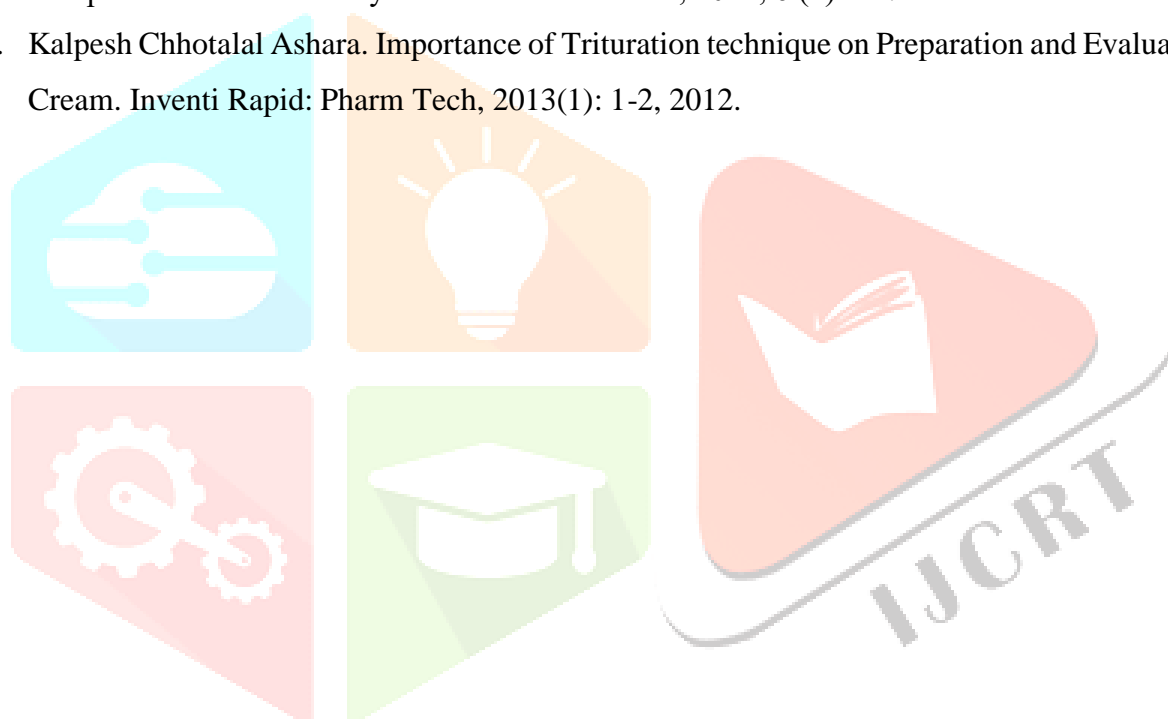 Kalpesh Chhotalal Ashara. Importance of Trituration technique on Preparation and Evalua
Cream. Inventi Rapid: Pharm Tech, 2013(1): 1-2, 2012.
IJCRT